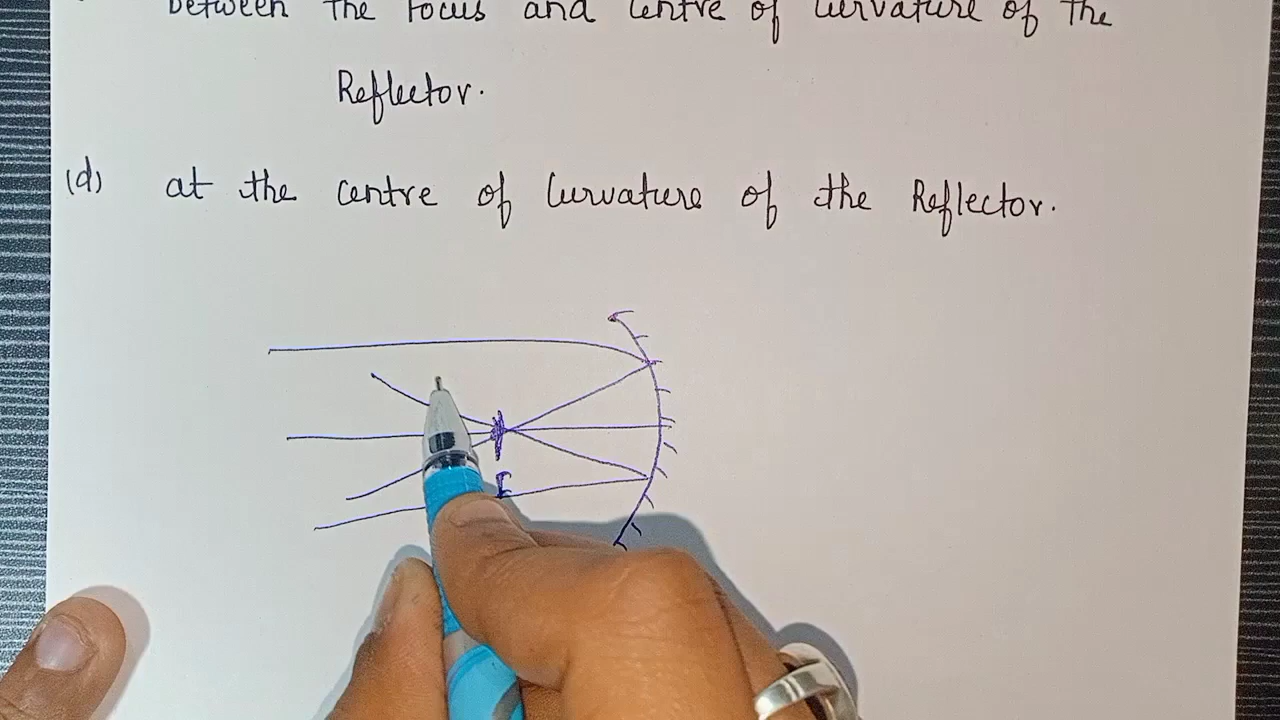 between the focus and centre of curvature of the
Reflector.
(d) at the centre of curvature of the Reflector.
F